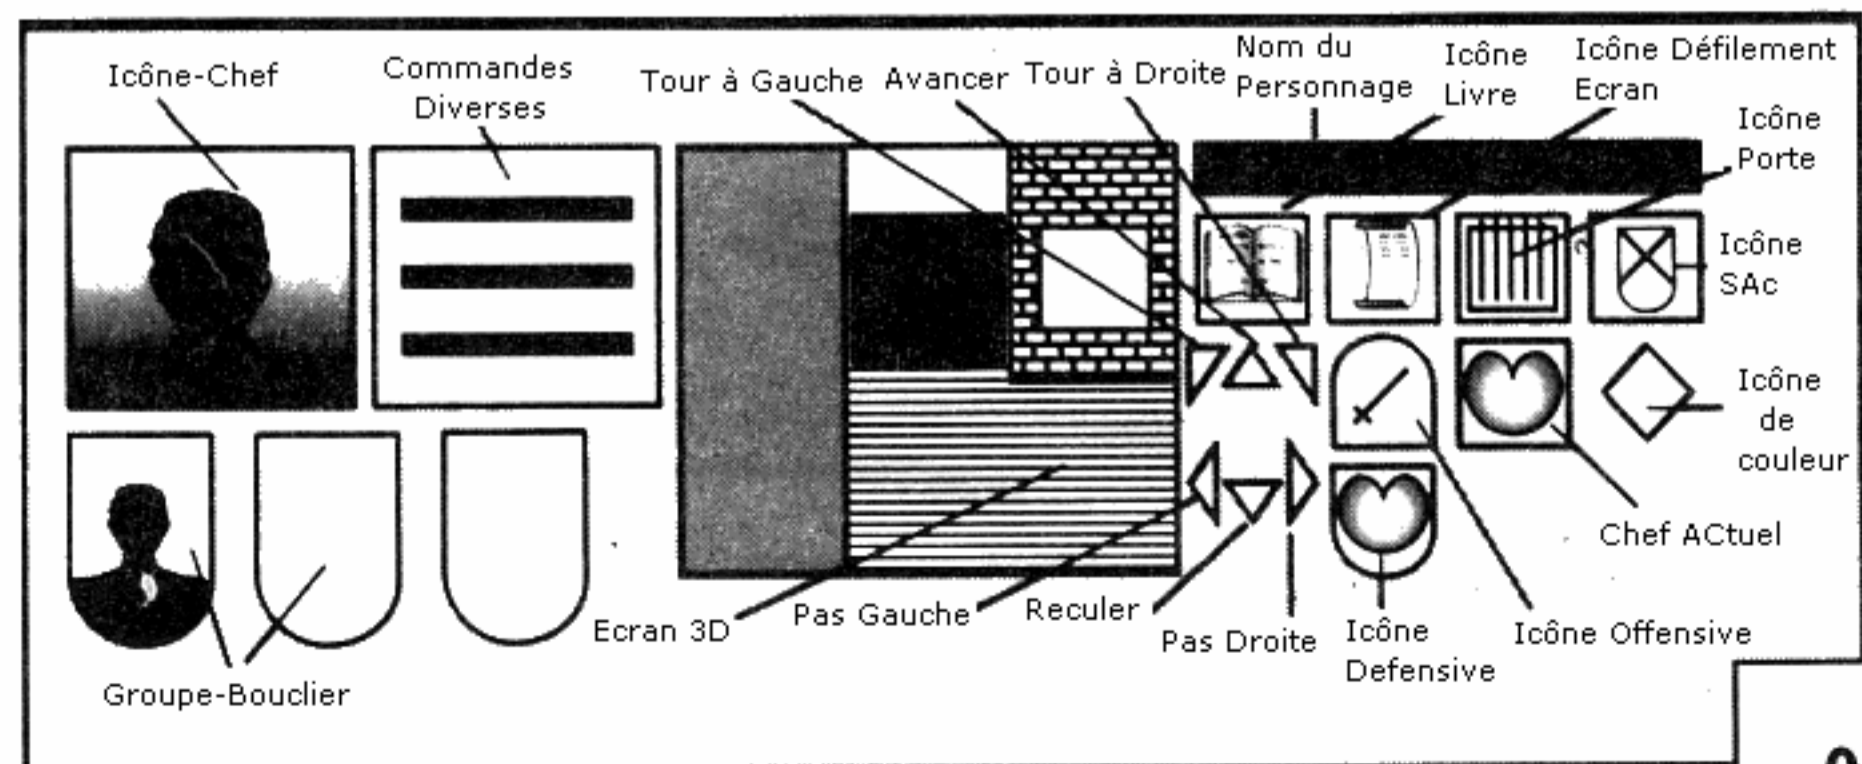 Icône-Chef
Commandes
Diverses
Tour à Gauche
Avancer
Tour à Droite
Nom du
Personnage
Icône
Livre
Icône Défilement
Ecran
Icône
Porte
Icône
SAc
Icône
de
couleur
Chef ACtuel
Icône Offensive
Icône
Defensive
Pas Droite
Reculer
Pas Gauche
Ecran 3D
Groupe-Bouclier